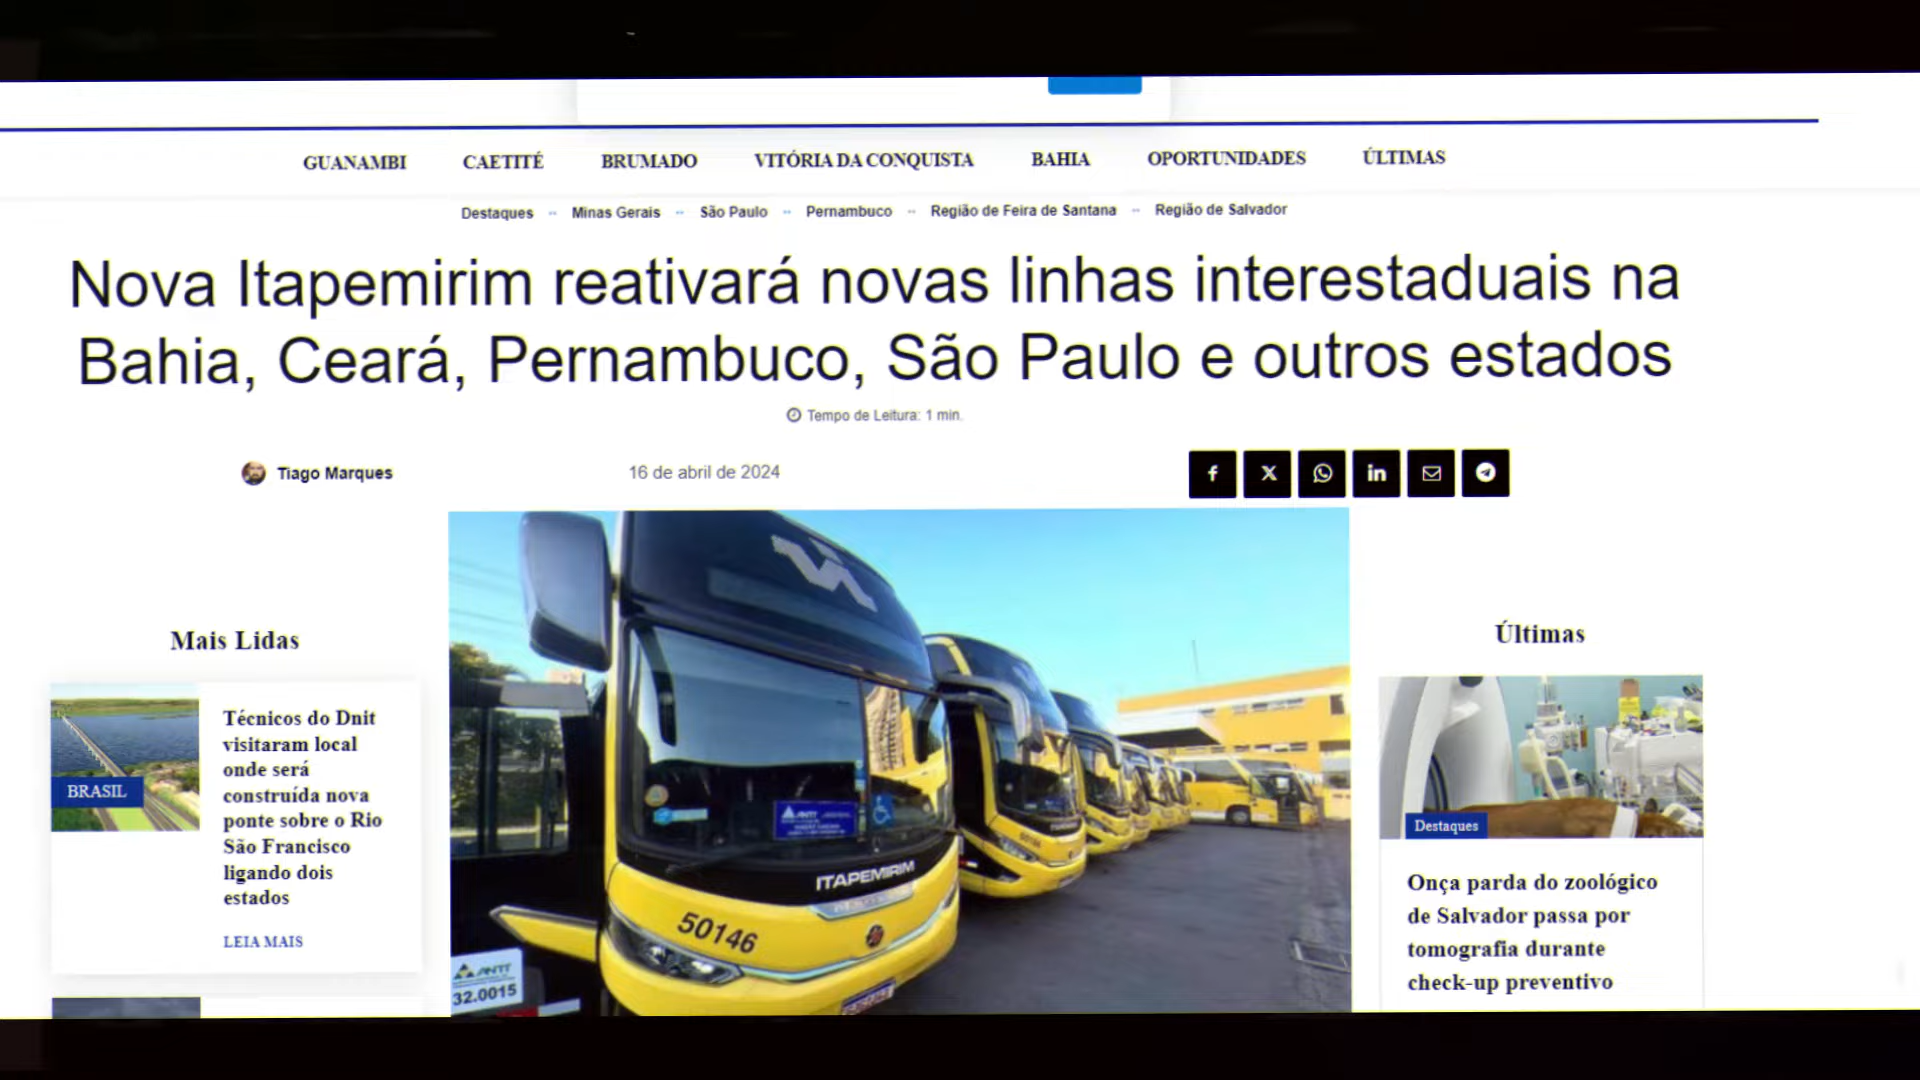 GUANAMBI CAETITÉ BRUMADO VITÓRIA DA CONQUISTA BAHIA OPORTUNIDADES ÚLTIMAS
Destaques Minas Gerais São Paulo Pernambuco Região de Feira de Santana Região de Salvador
Nova Itapemirim reativará novas linhas interestaduais na
Bahia, Ceará, Pernambuco, São Paulo e outros estados
Tempo de Leitura: 1 min.
Tiago Marques
16 de abril de 2024
Mais Lidas
BRASIL
Técnicos do Dnit
visitaram local
onde será
construída nova
ponte sobre o Rio
São Francisco
ligando dois
estados
LEIA MAIS
ANTT
ITAPEMIRIM
50146
ANTT
32.0015
Últimas
Destaques
Onça parda do zoológico
de Salvador passa por
tomografia durante
check-up preventivo